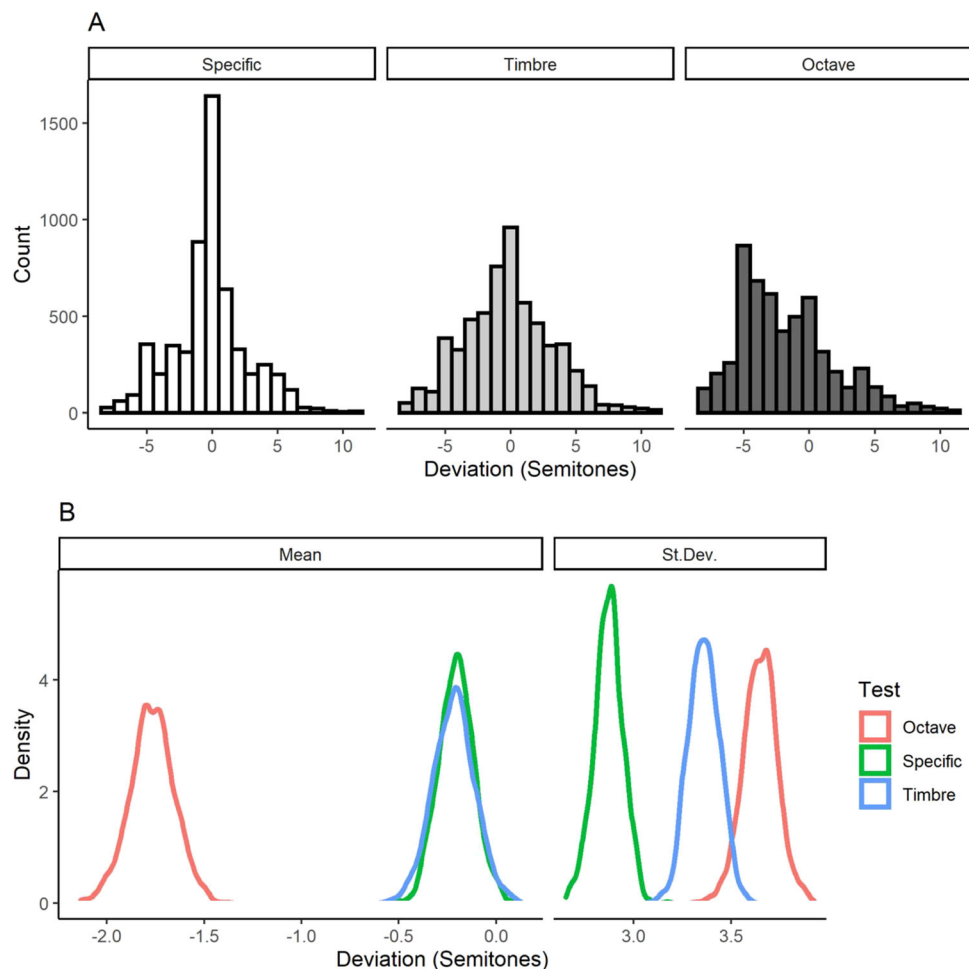 A
Specific Timbre Octave
1500
1000
500
0
Count
-5 0 5 10 -5 0 5 10 -5 0 5 10
Deviation (Semitones)
B
Mean St.Dev.
4
2
0
Density
-2.0 -1.5 -1.0 -0.5 0.0 3.0 3.5
Deviation (Semitones)
Test
Octave
Specific
Timbre